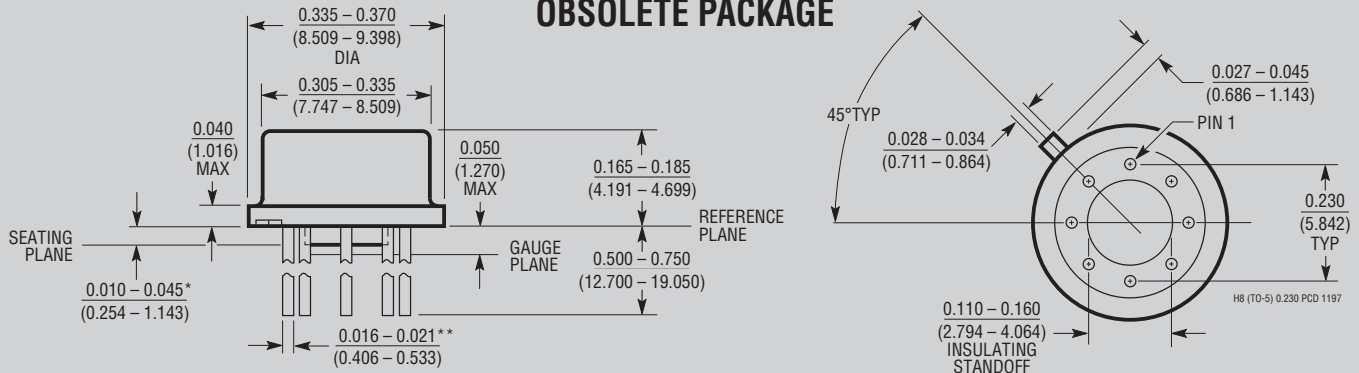 OBSOLETE PACKAGE
0.335 – 0.370
(8.509 – 9.398)
DIA
0.305 – 0.335
(7.747 – 8.509)
0.040
(1.016)
MAX
0.050
(1.270)
MAX
0.165 – 0.185
(4.191 – 4.699)
REFERENCE
PLANE
SEATING
PLANE
GAUGE
PLANE
0.500 – 0.750
(12.700 – 19.050)
0.010 – 0.045*
(0.254 – 1.143)
0.016 – 0.021**
(0.406 – 0.533)
45°TYP
0.028 – 0.034
(0.711 – 0.864)
0.027 – 0.045
(0.686 – 1.143)
PIN 1
0.230
(5.842)
TYP
H8 (TO-5) 0.230 PCD 1197
0.110 – 0.160
(2.794 – 4.064)
INSULATING
STANDOFF